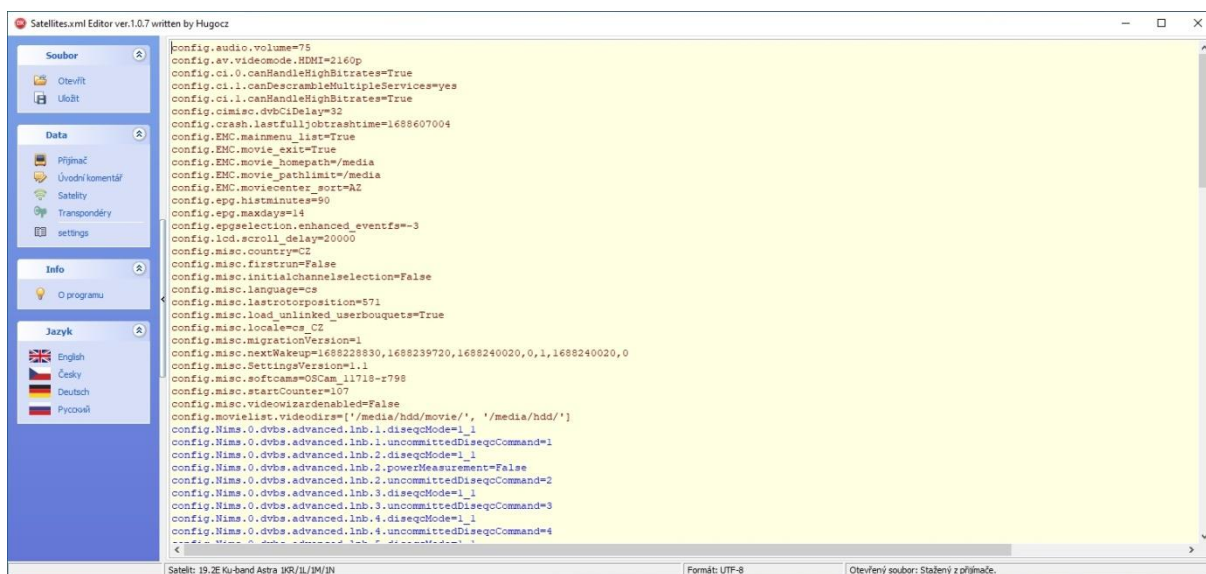 Satellites.xml Editor ver.1.0.7 written by Hugocz
Soubor
Otevřít
Uložit
Data
Přijímač
Úvodní komentář
Satelity
Transpondéry
settings
Info
O programu
Jazyk
English
Česky
Deutsch
Русский
config.audio.volume=75
config.av.videomode.HDMI=2160p
config.ci.0.canHandleHighBitrates=True
config.ci.1.canDescrambleMultipleServices=yes
config.ci.1.canHandleHighBitrates=True
config.cimisc.dvbCiDelay=32
config.crash.lastfulljobtrashtime=1688607004
config.EMC.mainmenu_list=True
config.EMC.movie_exit=True
config.EMC.movie_homepath=/media
config.EMC.movie_pathlimit=/media
config.EMC.moviecenter_sort=AZ
config.epg.histminutes=90
config.epg.maxdays=14
config.epgselection.enhanced_eventfs=-3
config.lcd.scroll_delay=20000
config.misc.country=CZ
config.misc.firstrun=False
config.misc.initialchannelselection=False
config.misc.language=cs
config.misc.lastrotorposition=571
config.misc.load_unlinked_userbouquets=True
config.misc.locale=cs_CZ
config.misc.migrationVersion=1
config.misc.nextWakeup=1688228830,1688239720,1688240020,0,1,1688240020,0
config.misc.SettingsVersion=1.1
config.misc.softcams=OSCam_11718-r798
config.misc.startCounter=107
config.misc.videowizardenabled=False
config.movielist.videodirs=['/media/hdd/movie/', '/media/hdd/']
config.Nims.0.dvbs.advanced.lnb.1.diseqcMode=1_1
config.Nims.0.dvbs.advanced.lnb.1.uncommittedDiseqcCommand=1
config.Nims.0.dvbs.advanced.lnb.2.diseqcMode=1_1
config.Nims.0.dvbs.advanced.lnb.2.powerMeasurement=False
config.Nims.0.dvbs.advanced.lnb.2.uncommittedDiseqcCommand=2
config.Nims.0.dvbs.advanced.lnb.3.diseqcMode=1_1
config.Nims.0.dvbs.advanced.lnb.3.uncommittedDiseqcCommand=3
config.Nims.0.dvbs.advanced.lnb.4.diseqcMode=1_1
config.Nims.0.dvbs.advanced.lnb.4.uncommittedDiseqcCommand=4
config.Nims.0.dvbs.advanced.lnb.5.diseqcMode=1_1
Satelit: 19.2E Ku-band Astra 1KR/1L/1M/1N
Formát: UTF-8
Otevřený soubor: Stažený z přijímače.